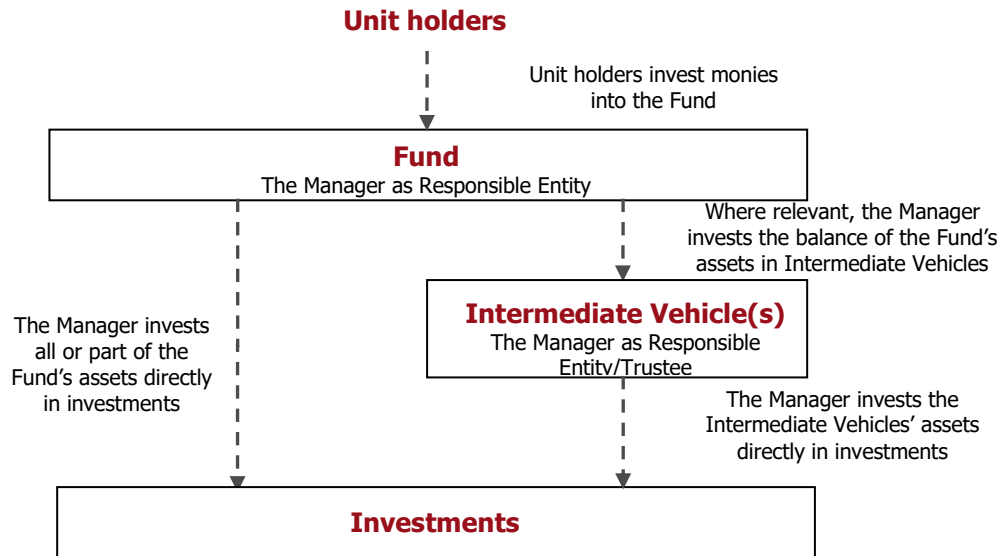 Unit holders
Unit holders invest monies
into the Fund
Fund
The Manager as Responsible Entity
Where relevant, the Manager
invests the balance of the Fund’s
assets in Intermediate Vehicles
Intermediate Vehicle(s)
The Manager as Responsible
Entity/Trustee
The Manager invests
all or part of the
Fund’s assets directly
in investments
The Manager invests the
Intermediate Vehicles’ assets
directly in investments
Investments